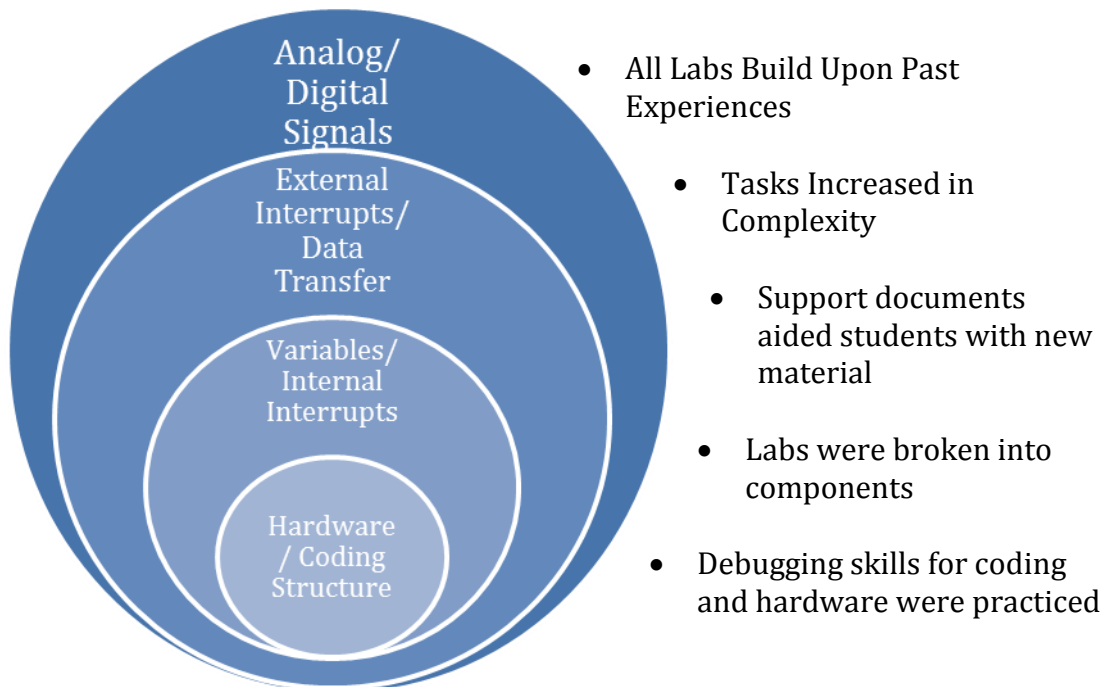 Analog/
Digital
Signals
External
Interrupts/
Data
Transfer
Variables/
Internal
Interrupts
Hardware
/ Coding
Structure
• All Labs Build Upon Past
Experiences
• Tasks Increased in
Complexity
• Support documents
aided students with new
material
• Labs were broken into
components
• Debugging skills for coding
and hardware were practiced